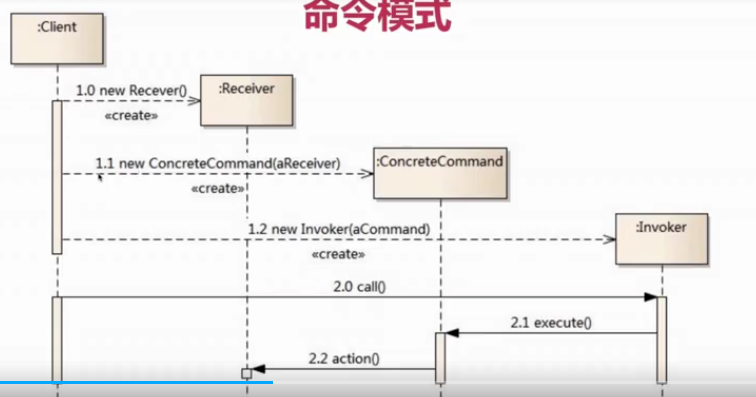 命令模式
:Client
:Receiver
1.0 new Recever()
«create»
:ConcreteCommand
1.1 new ConcreteCommand(aReceiver)
«create»
:Invoker
1.2 new Invoker(aCommand)
«create»
2.0 call()
2.1 execute()
2.2 action()